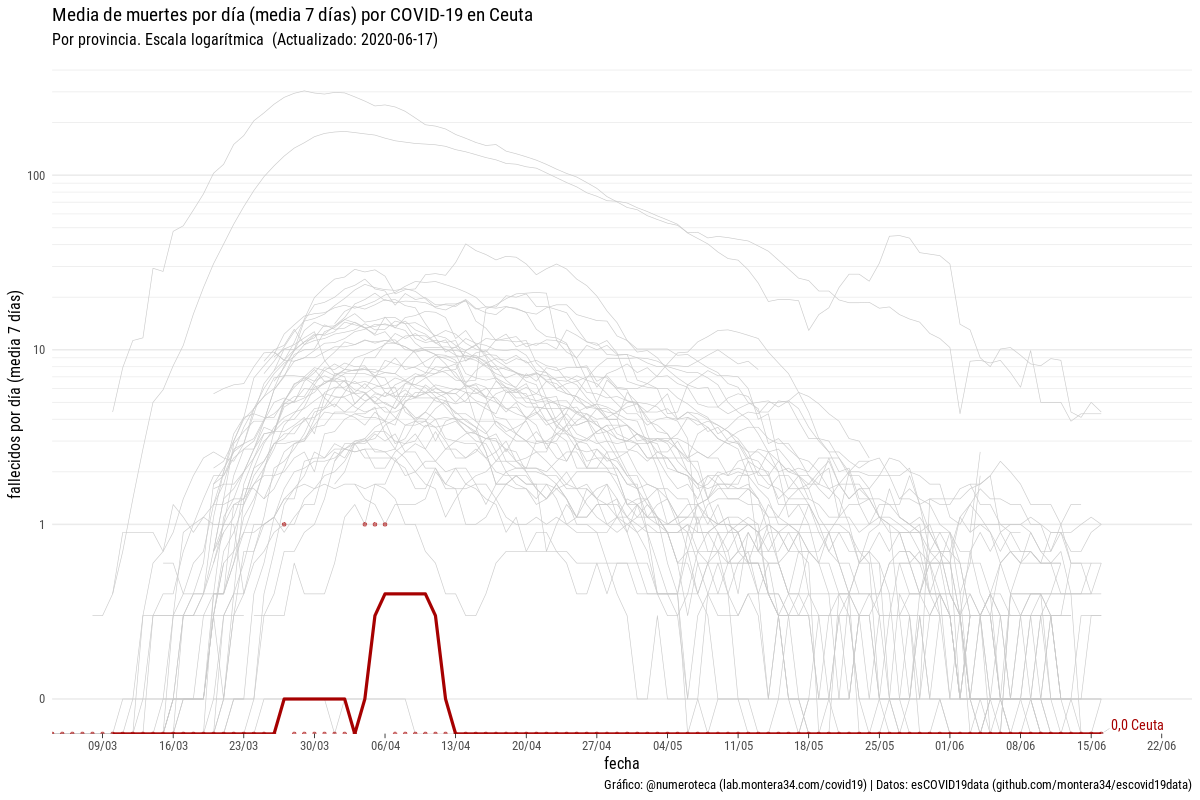 Media de muertes por día (media 7 días) por COVID-19 en Ceuta
Por provincia. Escala logarítmica (Actualizado: 2020-06-17)
fallecidos por día (media 7 días)
100
10
1
0
0,0 Ceuta
09/03 16/03 23/03 30/03 06/04 13/04 20/04 27/04 04/05 11/05 18/05 25/05 01/06 08/06 15/06 22/06
fecha
Gráfico: @numeroteca (lab.montera34.com/covid19) | Datos: esCOVID19data (github.com/montera34/escovid19data)